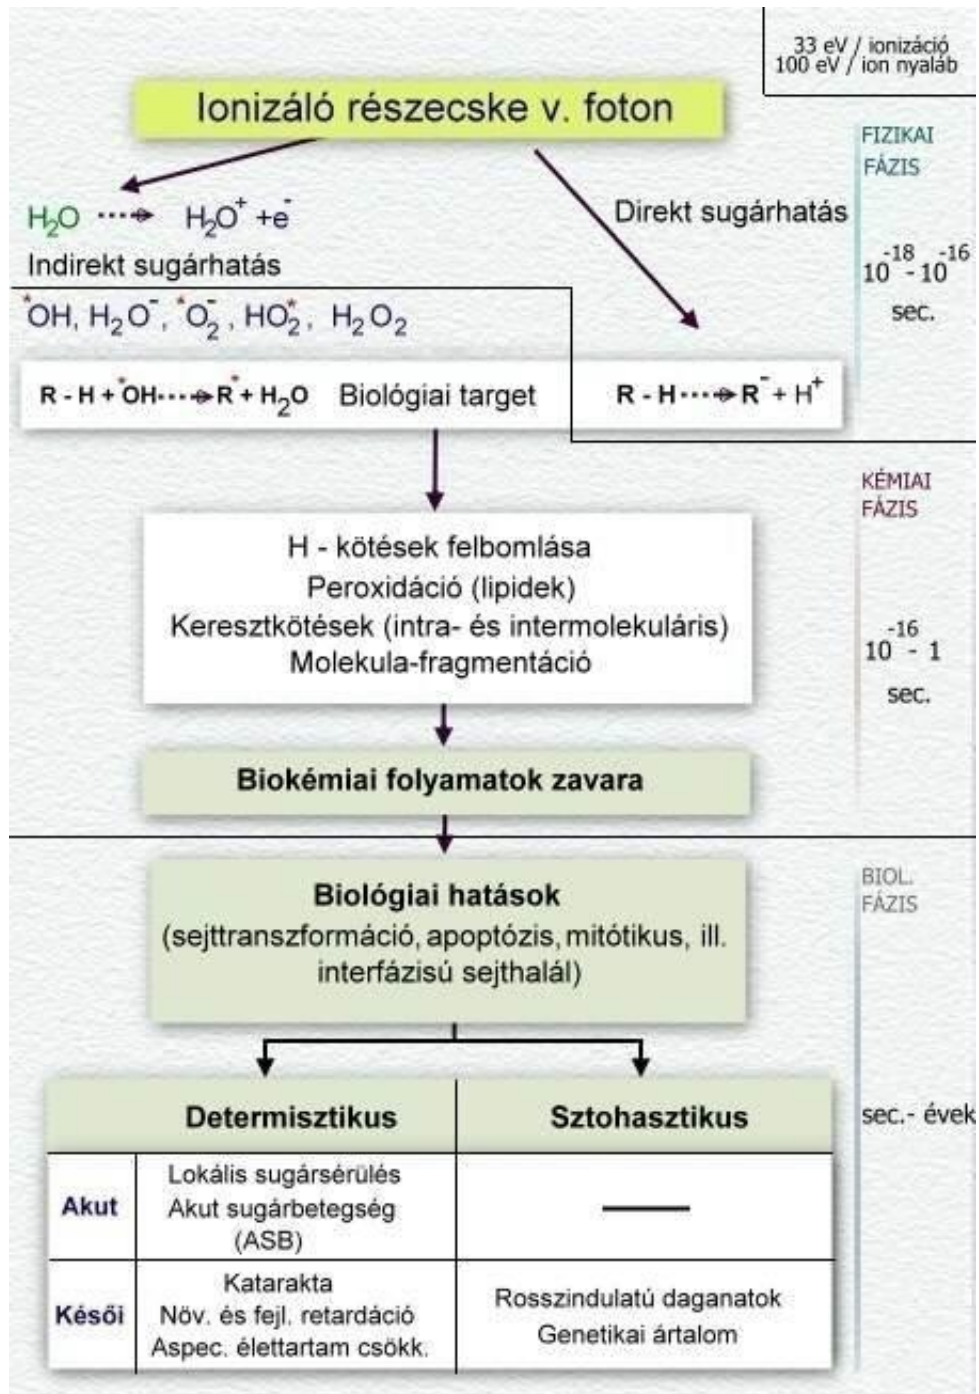 33 eV / ionizáció
100 eV / ion nyaláb
Ionizáló részecske v. foton
FIZIKAI
FÁZIS
10^-18 - 10^-16
sec.
H₂O ····> H₂O⁺ +e⁻
Indirekt sugárhatás
Direkt sugárhatás
*OH, H₂O⁻, *O₂⁻, HO₂*, H₂O₂
R - H + *OH ····> R* + H₂O Biológiai target
R - H ····> R⁻ + H⁺
KÉMIAI
FÁZIS
10^-16 - 1
sec.
H - kötések felbomlása
Peroxidáció (lipidek)
Keresztkötések (intra- és intermolekuláris)
Molekula-fragmentáció
Biokémiai folyamatok zavara
BIOL.
FÁZIS
sec.- évek
Biológiai hatások
(sejttranszformáció, apoptózis, mitótikus, ill.
interfázisú sejthalál)
Determisztikus
Sztohasztikus
Akut
Lokális sugársérülés
Akut sugárbetegség
(ASB)
Késői
Katarakta
Növ. és fejl. retardáció
Aspec. élettartam csökk.
Rosszindulatú daganatok
Genetikai ártalom